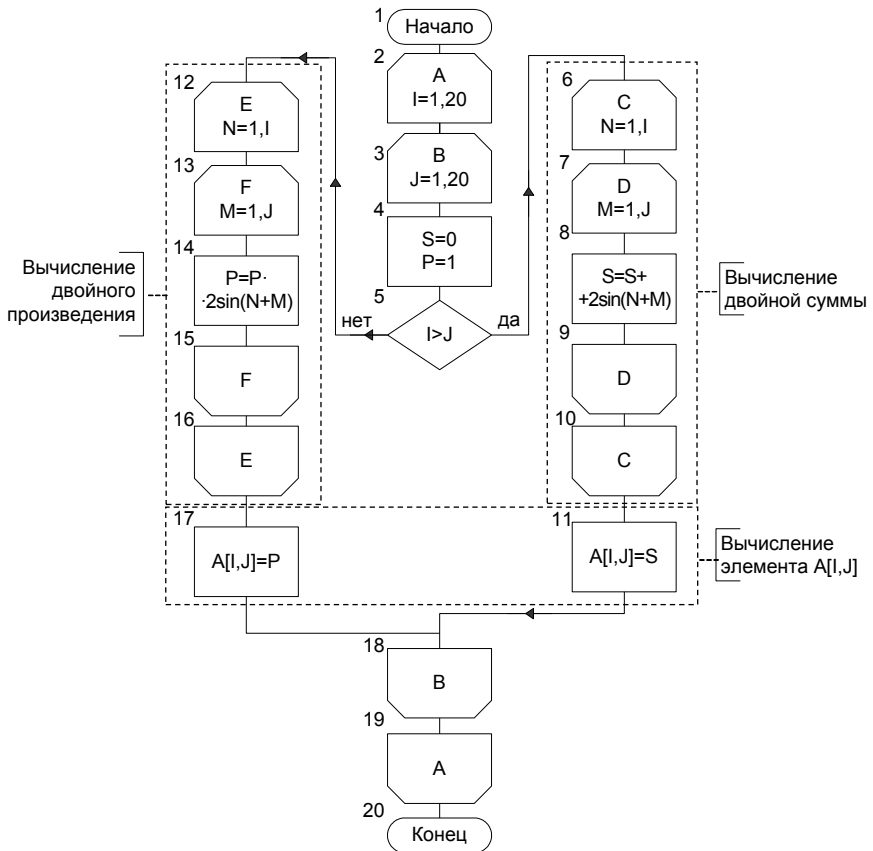 1
Начало
2
A
I=1,20
3
B
J=1,20
4
S=0
P=1
5
I>J
нет
да
6
C
N=1,I
7
D
M=1,J
8
S=S+
+2sin(N+M)
9
D
10
C
Вычисление
двойной суммы
11
A[I,J]=S
Вычисление
элемента A[I,J]
12
E
N=1,I
13
F
M=1,J
14
P=P·
·2sin(N+M)
15
F
16
E
Вычисление
двойного
произведения
17
A[I,J]=P
18
B
19
A
20
Конец